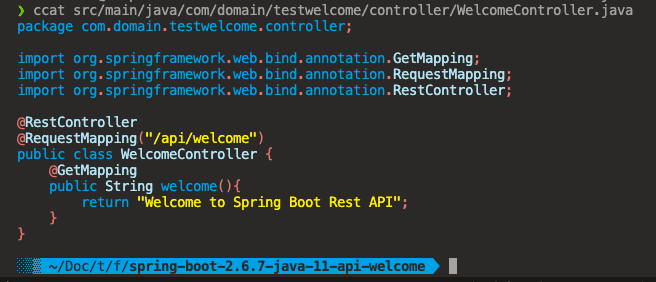 ❯ ccat src/main/java/com/domain/testwelcome/controller/WelcomeController.java
package com.domain.testwelcome.controller;

import org.springframework.web.bind.annotation.GetMapping;
import org.springframework.web.bind.annotation.RequestMapping;
import org.springframework.web.bind.annotation.RestController;

@RestController
@RequestMapping("/api/welcome")
public class WelcomeController {
    @GetMapping
    public String welcome(){
        return "Welcome to Spring Boot Rest API";
    }
}

~/Doc/t/f/spring-boot-2.6.7-java-11-api-welcome